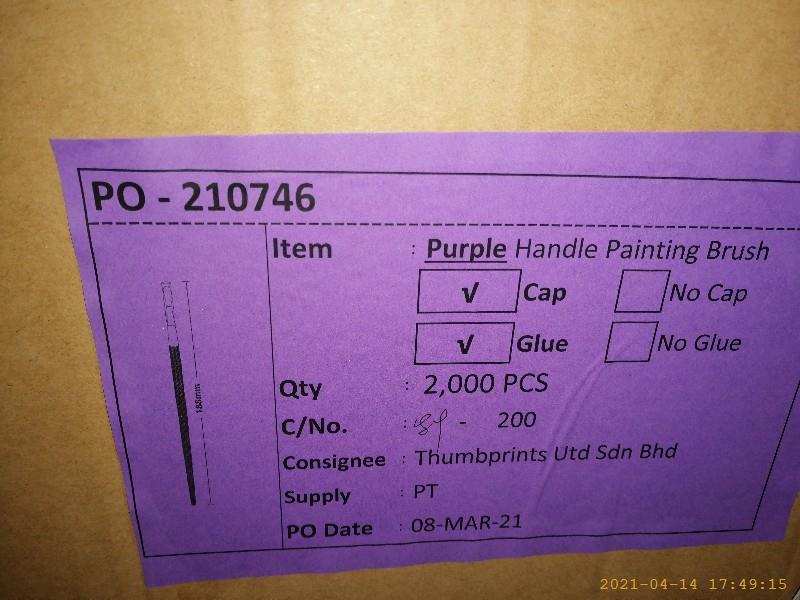 PO - 210746
Item : Purple Handle Painting Brush
√ Cap No Cap
√ Glue No Glue
188mm
Qty : 2,000 PCS
C/No. : - 200
Consignee : Thumbprints Utd Sdn Bhd
Supply : PT
PO Date : 08-MAR-21
2021-04-14 17:49:15